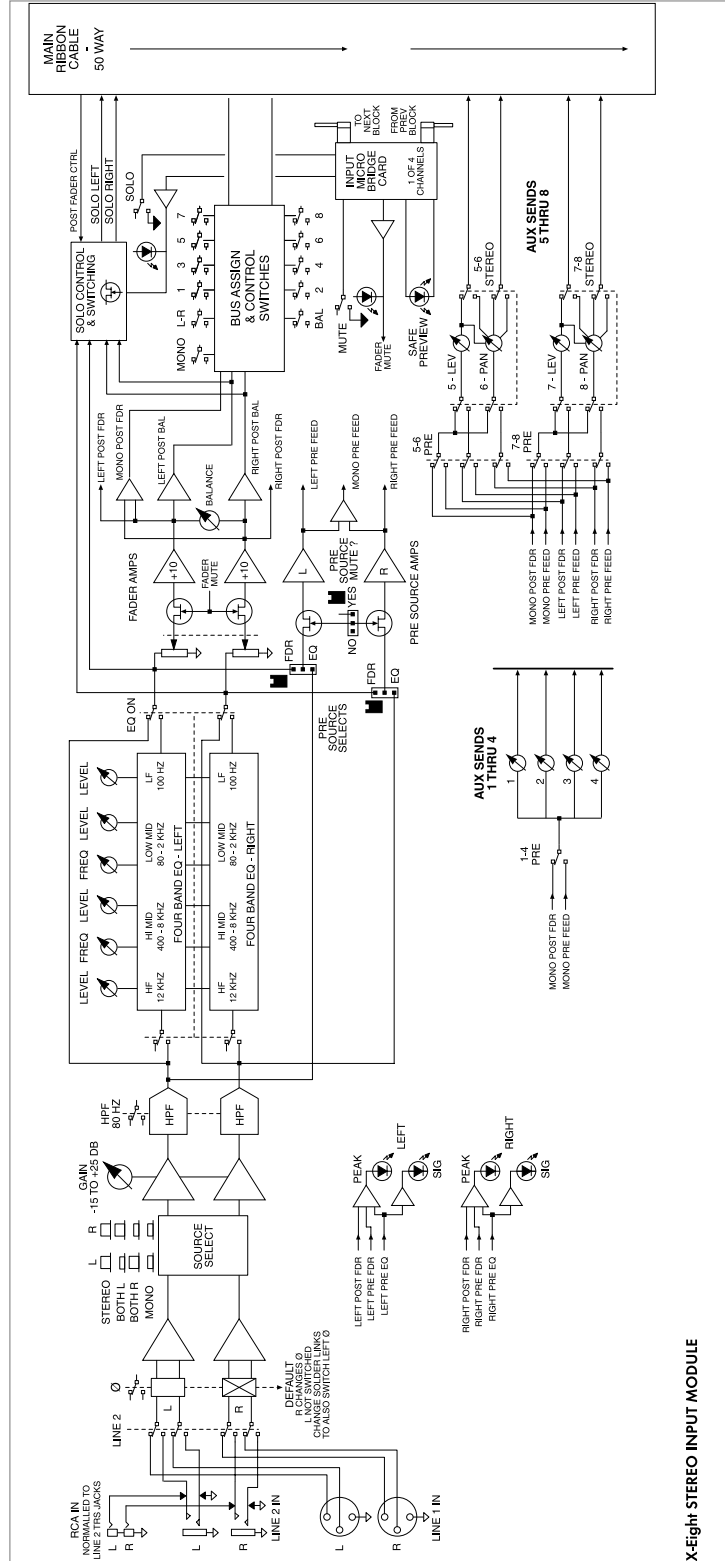 MAIN
RIBBON
CABLE
-
50 WAY
POST FADER CTRL
SOLO LEFT
SOLO RIGHT
SOLO CONTROL
& SWITCHING
SOLO
TO
NEXT
BLOCK
FROM
PREV
BLOCK
INPUT
MICRO
BRIDGE
CARD
1 OF 4
CHANNELS
MONO
L-R
1
3
5
7
BUS ASSIGN
& CONTROL
SWITCHES
BAL
2
4
6
8
MUTE
FADER
MUTE
SAFE
PREVIEW
AUX SENDS
5 THRU 8
5-6
STEREO
7-8
STEREO
5 - LEV
6 - PAN
7 - LEV
8 - PAN
5-6
PRE
7-8
PRE
MONO POST FDR
MONO PRE FEED
LEFT POST FDR
LEFT PRE FEED
RIGHT POST FDR
RIGHT PRE FEED
LEFT POST FDR
MONO POST FDR
LEFT POST BAL
BALANCE
RIGHT POST BAL
RIGHT POST FDR
LEFT PRE FEED
MONO PRE FEED
RIGHT PRE FEED
FADER AMPS
+10
+10
FADER
MUTE
L
R
PRE
SOURCE
MUTE ?
YES
NO
PRE SOURCE AMPS
FDR
EQ
FDR
EQ
PRE
SOURCE
SELECTS
EQ ON
LEVEL
FREQ
LEVEL
FREQ
LEVEL
LEVEL
HF
12 KHZ
HI MID
400 - 8 KHZ
LOW MID
80 - 2 KHZ
LF
100 HZ
FOUR BAND EQ - LEFT
HF
12 KHZ
HI MID
400 - 8 KHZ
LOW MID
80 - 2 KHZ
LF
100 HZ
FOUR BAND EQ - RIGHT
AUX SENDS
1 THRU 4
1
2
3
4
1-4
PRE
MONO POST FDR
MONO PRE FEED
HPF
80 HZ
HPF
HPF
GAIN
-15 TO +25 DB
L
R
STEREO
BOTH L
BOTH R
MONO
SOURCE
SELECT
PEAK
LEFT
SIG
LEFT POST FDR
LEFT PRE FDR
LEFT PRE EQ
PEAK
RIGHT
SIG
RIGHT POST FDR
RIGHT PRE FDR
RIGHT PRE EQ
Ø
L
R
DEFAULT
R CHANGES Ø
L NOT SWITCHED
CHANGE SOLDER LINKS
TO ALSO SWITCH LEFT Ø
LINE 2
RCA IN
NORMALLED TO
LINE 2 TRS JACKS
L
R
L
R
LINE 2 IN
L
R
LINE 1 IN
X-Eight STEREO INPUT MODULE